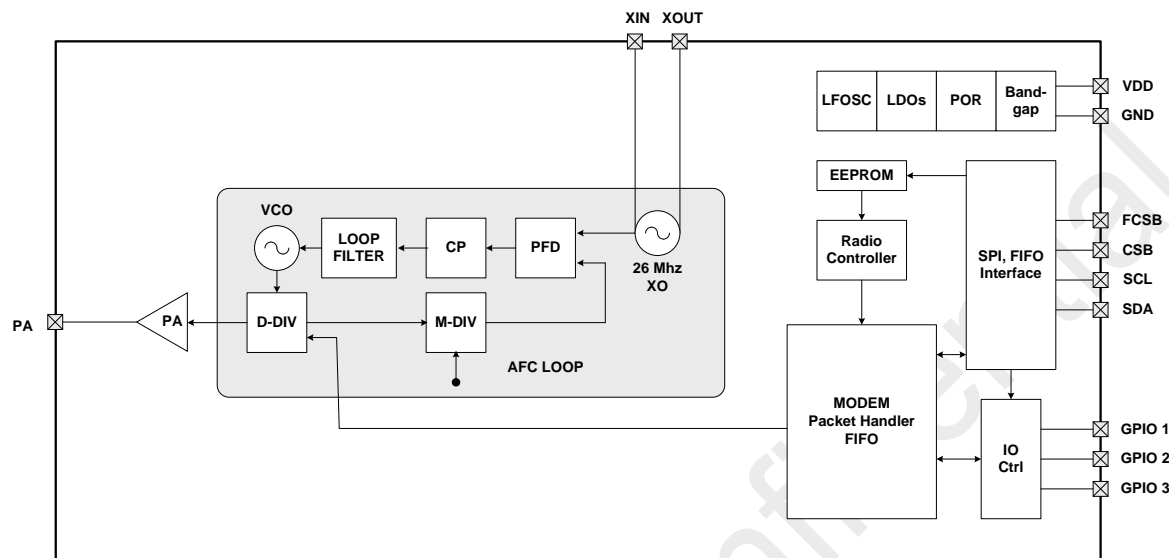 XIN XOUT
LFOSC LDOs POR Band-
gap
VDD
GND
EEPROM
Radio
Controller
SPI, FIFO
Interface
FCSB
CSB
SCL
SDA
VCO
LOOP
FILTER
CP
PFD
26 Mhz
XO
PA
PA
D-DIV
M-DIV
AFC LOOP
MODEM
Packet Handler
FIFO
IO
Ctrl
GPIO 1
GPIO 2
GPIO 3